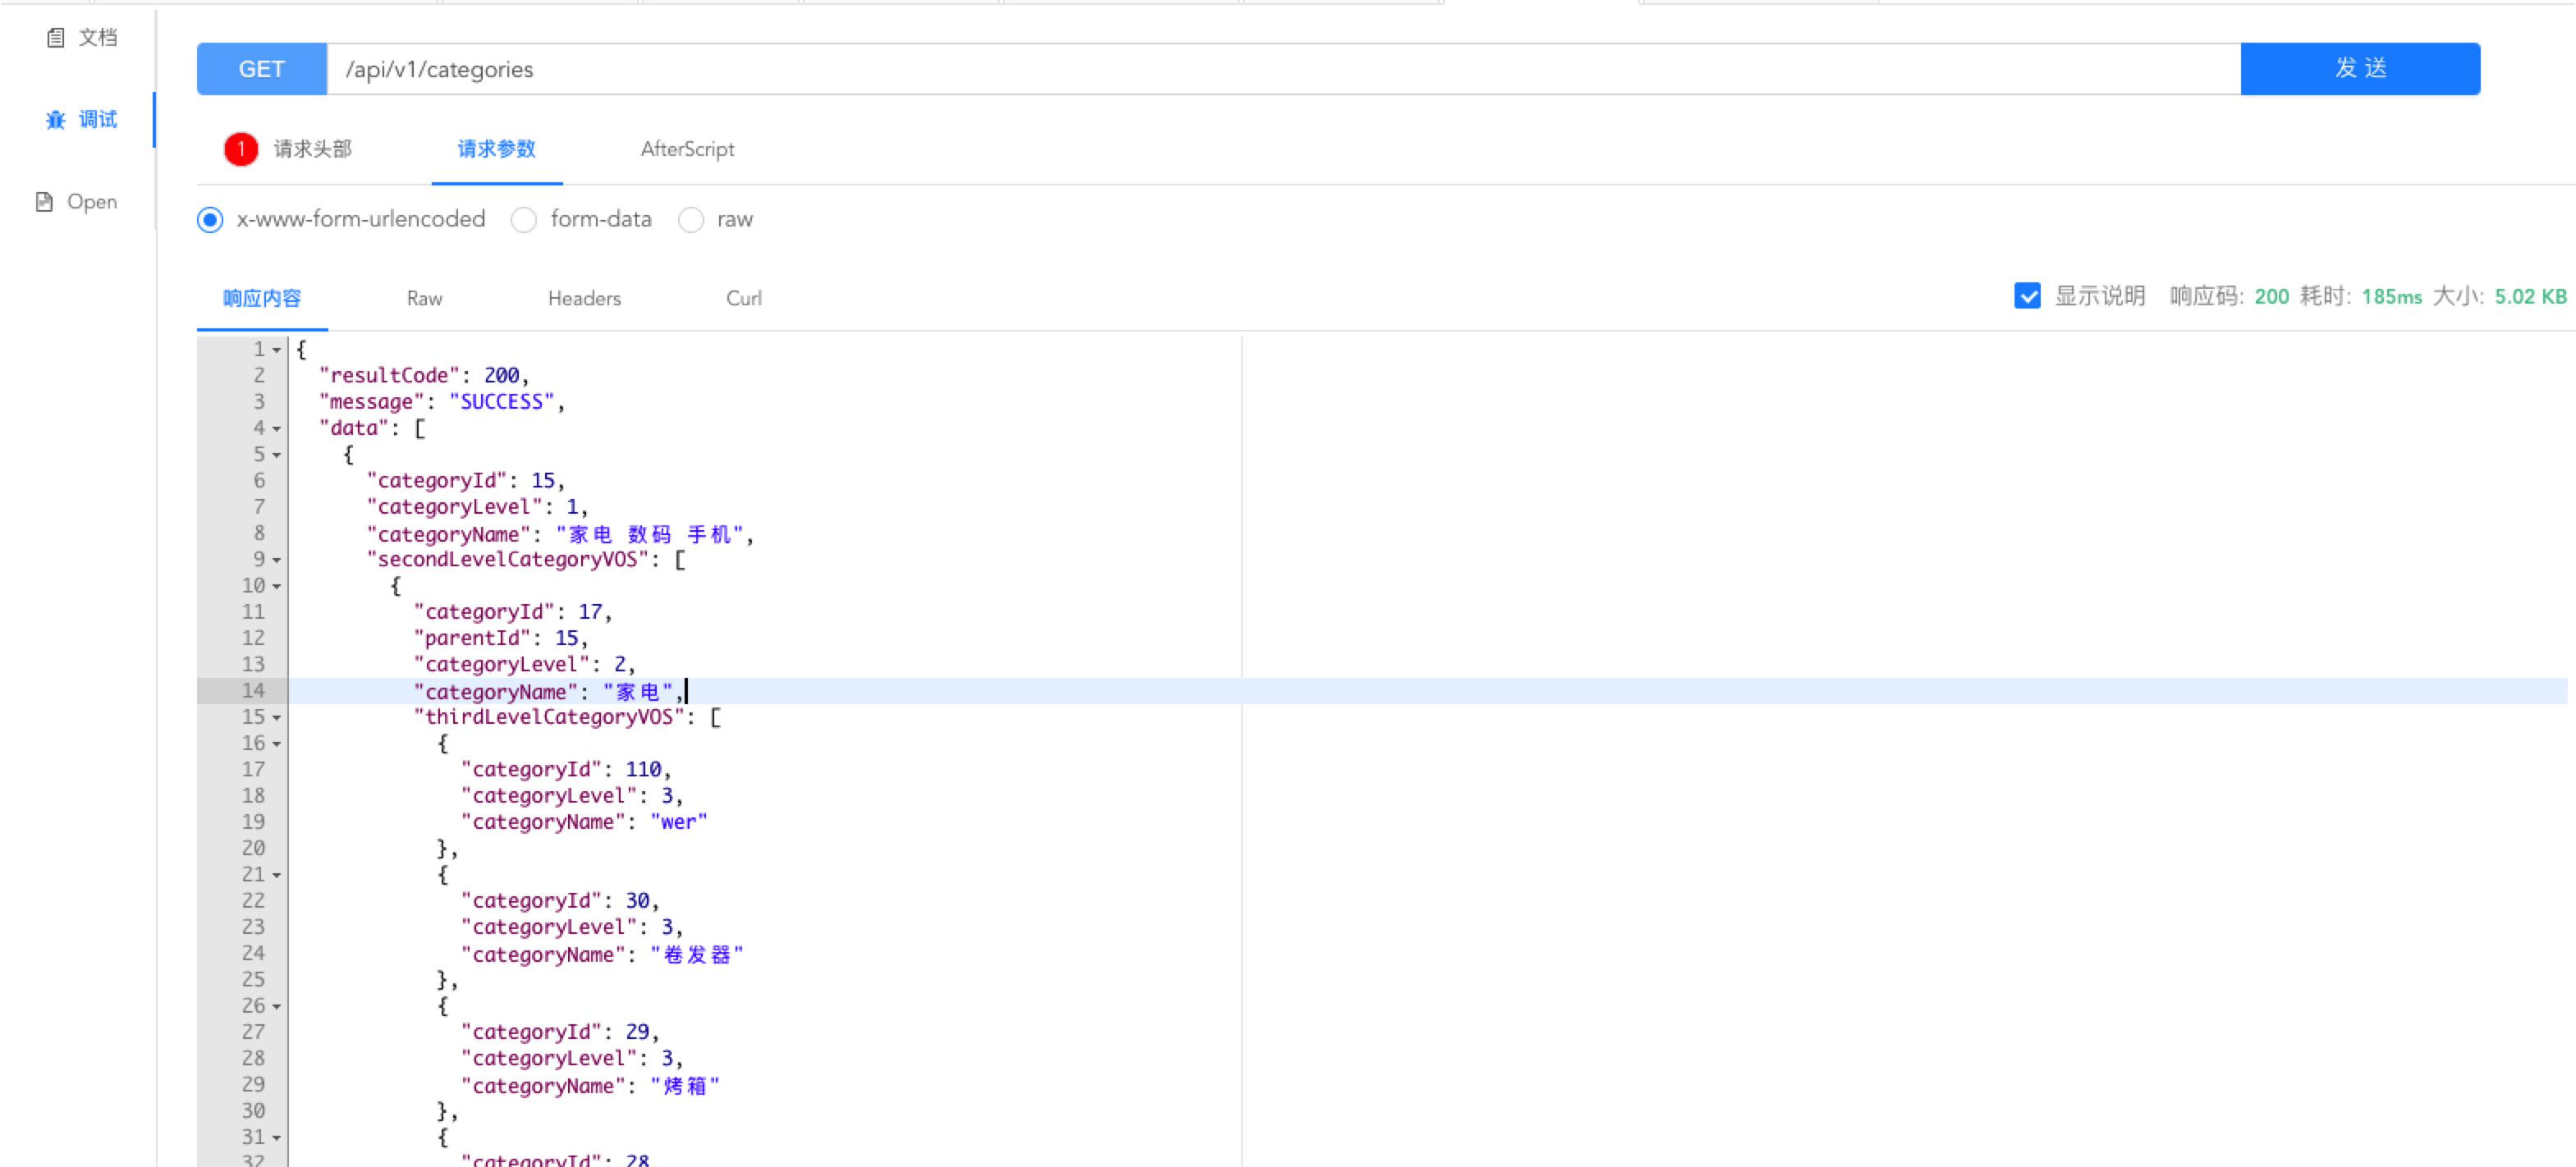 文档
调试
Open
GET /api/v1/categories 发 送
1 请求头部 请求参数 AfterScript
x-www-form-urlencoded form-data raw
响应内容 Raw Headers Curl 显示说明 响应码: 200 耗时: 185ms 大小: 5.02 KB
1 {
2 "resultCode": 200,
3 "message": "SUCCESS",
4 "data": [
5 {
6 "categoryId": 15,
7 "categoryLevel": 1,
8 "categoryName": "家电 数码 手机",
9 "secondLevelCategoryVOS": [
10 {
11 "categoryId": 17,
12 "parentId": 15,
13 "categoryLevel": 2,
14 "categoryName": "家电",
15 "thirdLevelCategoryVOS": [
16 {
17 "categoryId": 110,
18 "categoryLevel": 3,
19 "categoryName": "wer"
20 },
21 {
22 "categoryId": 30,
23 "categoryLevel": 3,
24 "categoryName": "卷发器"
25 },
26 {
27 "categoryId": 29,
28 "categoryLevel": 3,
29 "categoryName": "烤箱"
30 },
31 {
32 "categoryId": 28